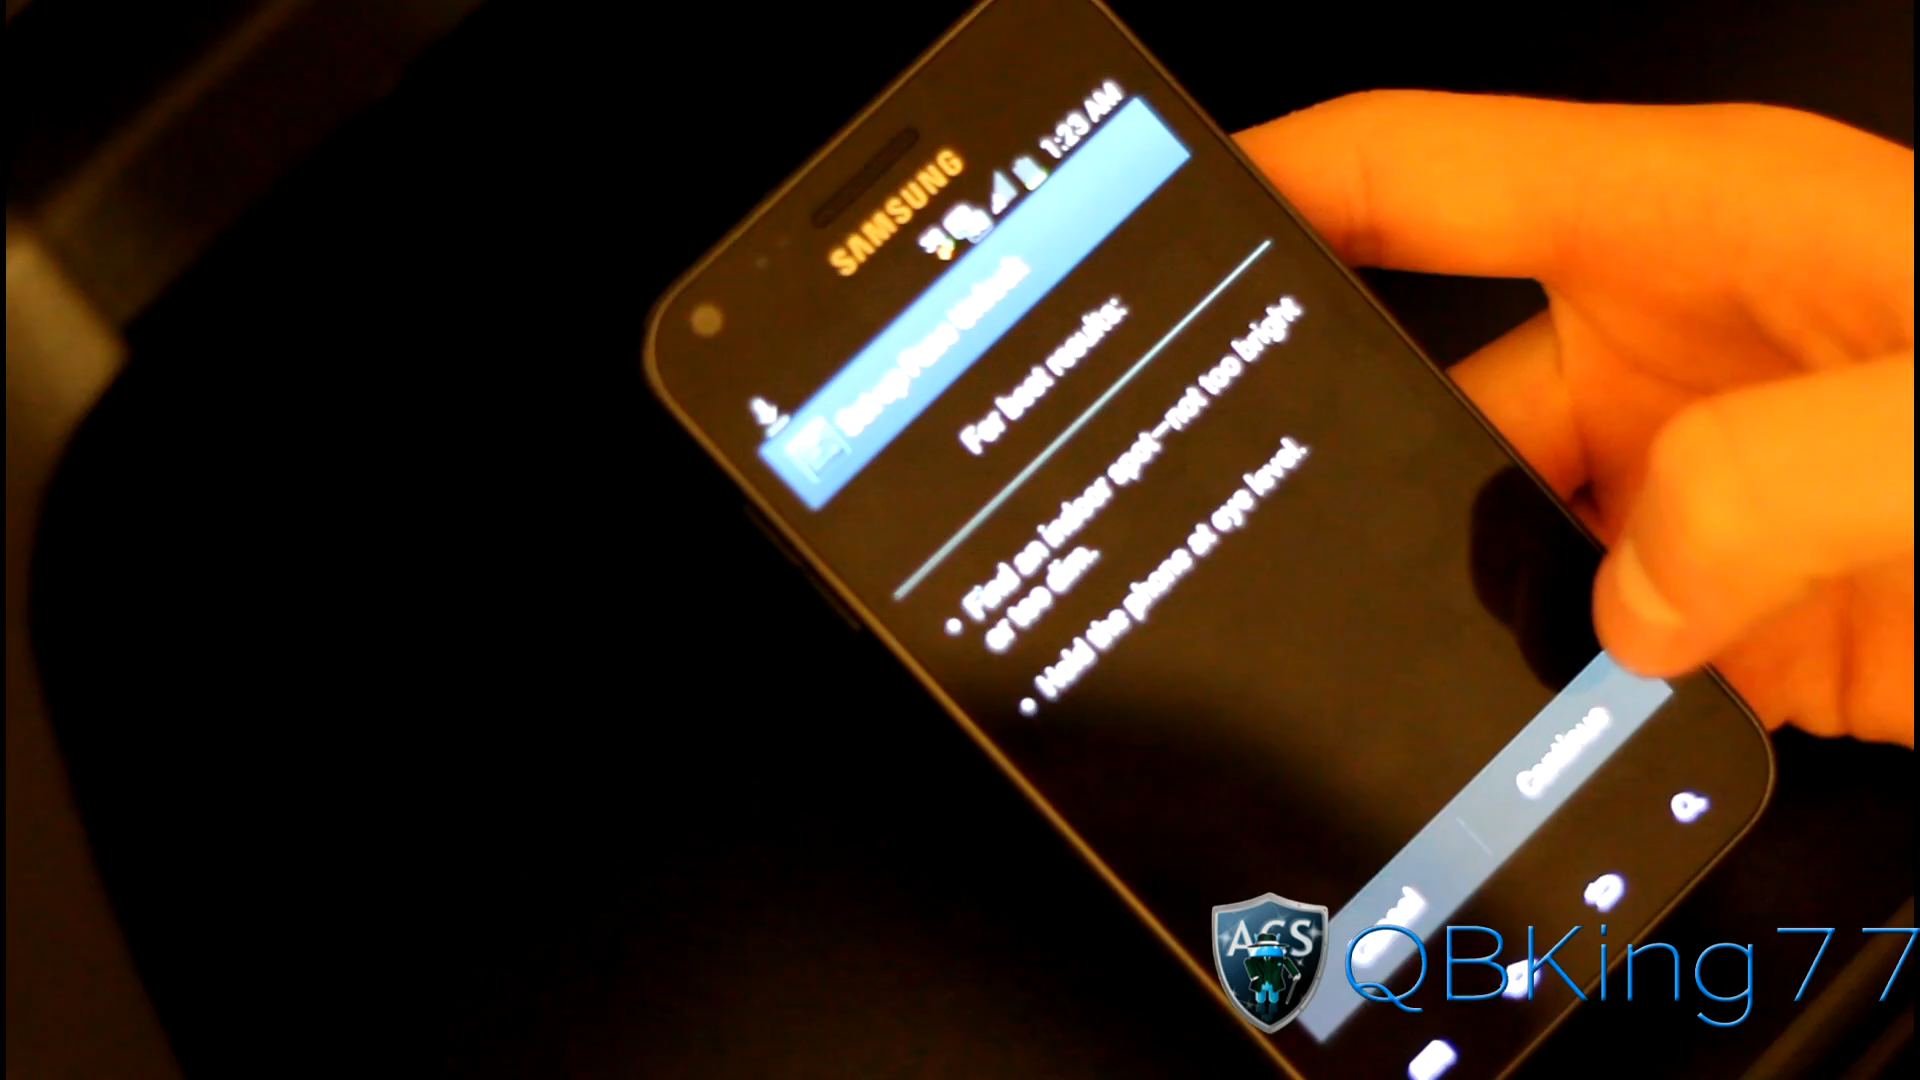 SAMSUNG
1:23 AM
Setup Face Unlock
For best results:
• Find an indoor spot—not too bright
or too dim.
• Hold the phone at eye level.
Continue
ACS
QBKing77